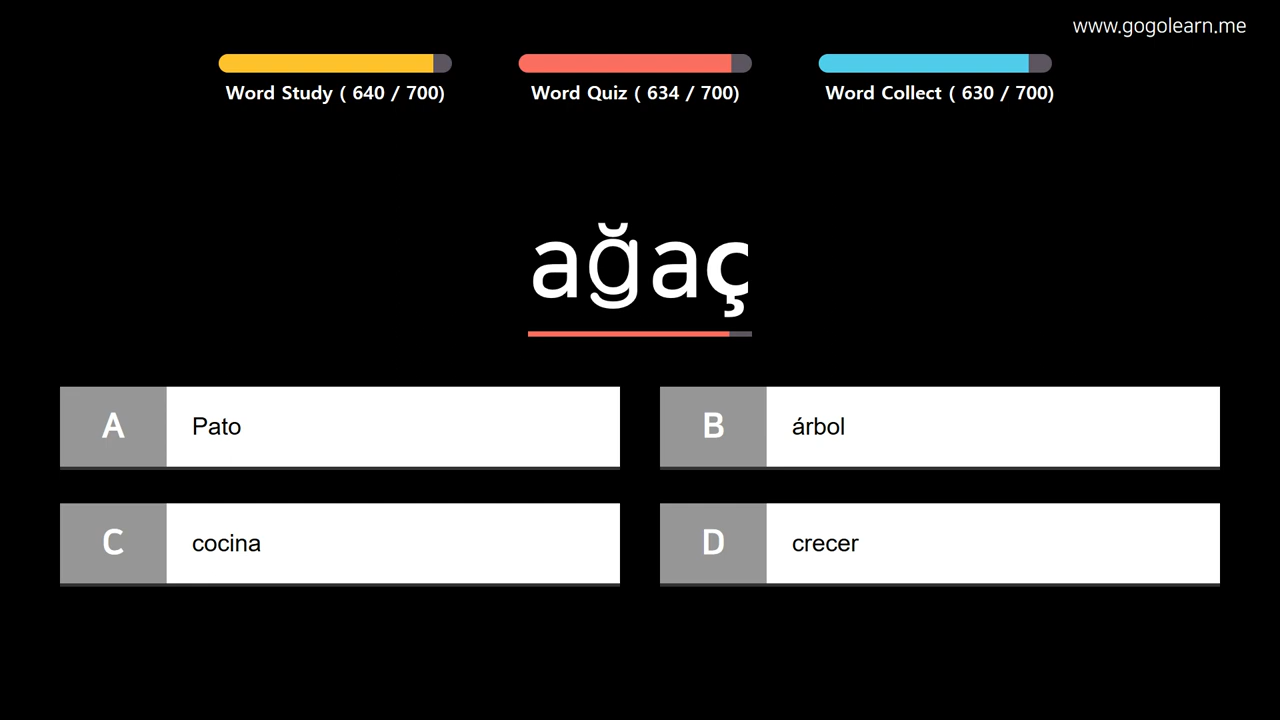 www.gogolearn.me
Word Study ( 640 / 700)
Word Quiz ( 634 / 700)
Word Collect ( 630 / 700)
ağaç
A Pato
B árbol
C cocina
D crecer